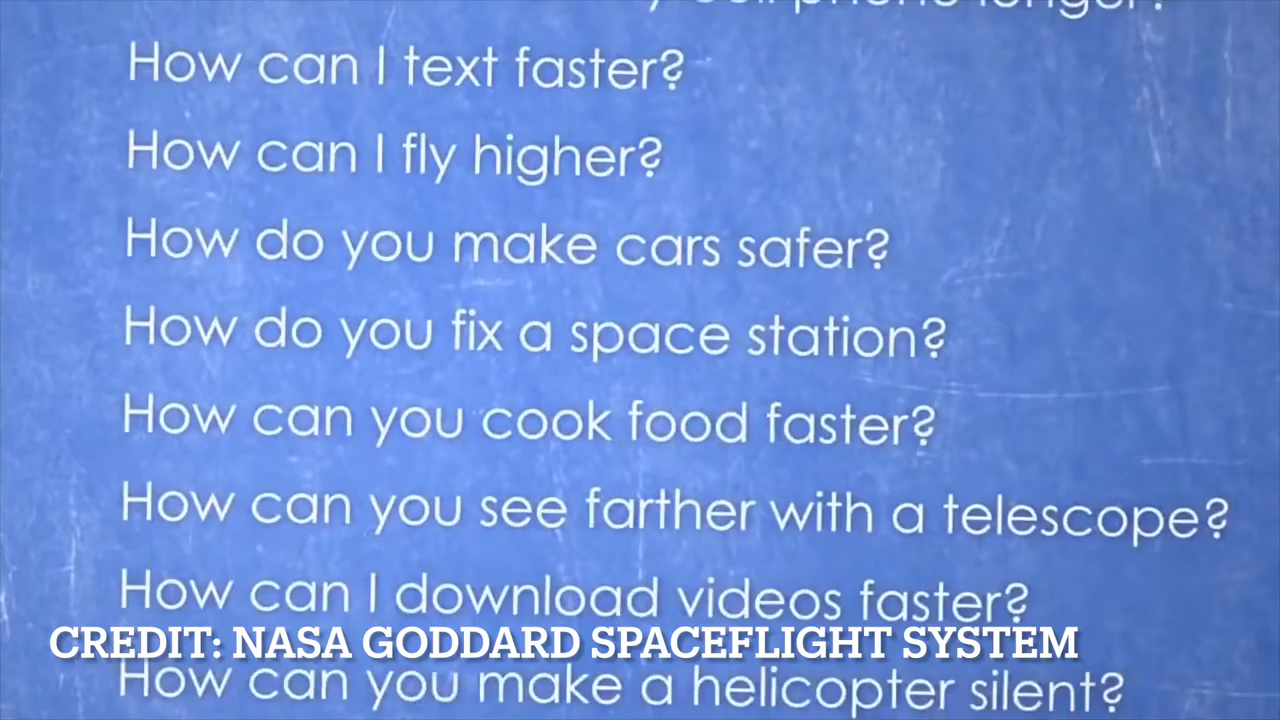 phone longer?
How can I text faster?
How can I fly higher?
How do you make cars safer?
How do you fix a space station?
How can you cook food faster?
How can you see farther with a telescope?
How can I download videos faster?
CREDIT: NASA GODDARD SPACEFLIGHT SYSTEM
How can you make a helicopter silent?